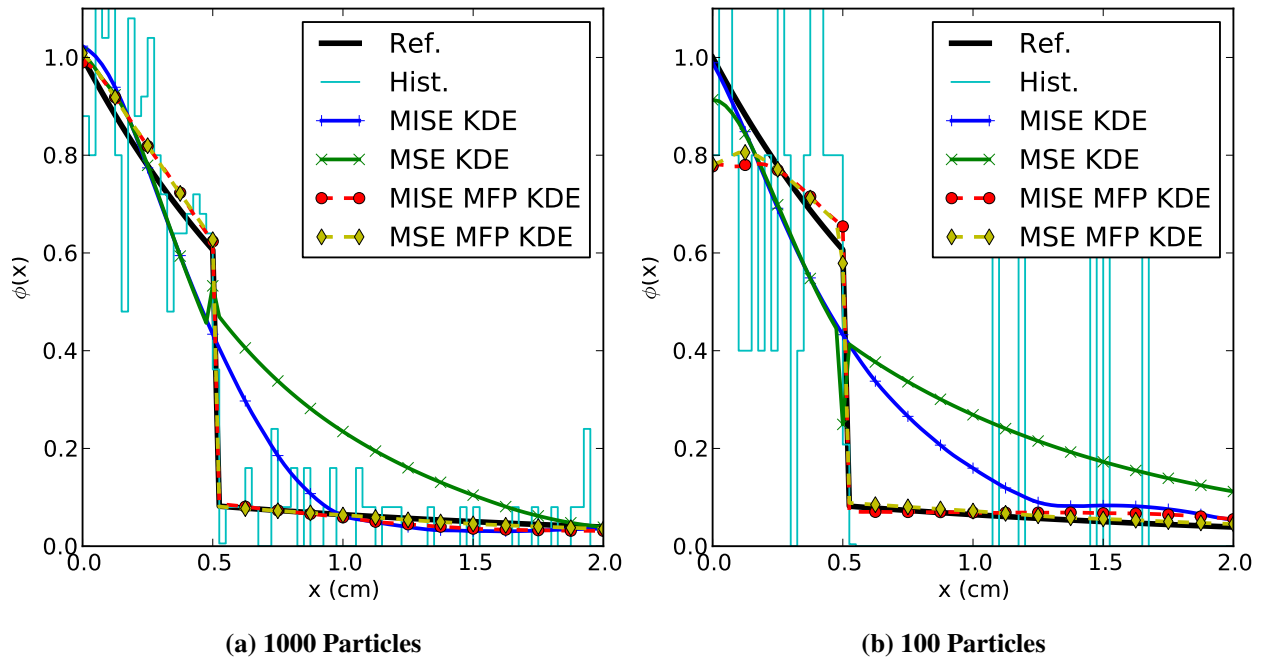 1.0
0.8
0.6
0.4
0.2
0.0
ϕ(x)
0.0 0.5 1.0 1.5 2.0
x (cm)
Ref.
Hist.
MISE KDE
MSE KDE
MISE MFP KDE
MSE MFP KDE
(a) 1000 Particles
1.0
0.8
0.6
0.4
0.2
0.0
ϕ(x)
0.0 0.5 1.0 1.5 2.0
x (cm)
Ref.
Hist.
MISE KDE
MSE KDE
MISE MFP KDE
MSE MFP KDE
(b) 100 Particles